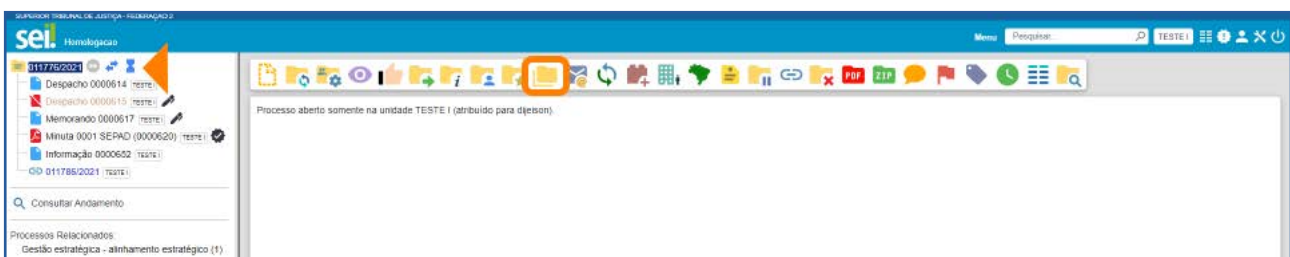 SUPERIOR TRIBUNAL DE JUSTIÇA - FEDERAÇÃO 2
sei! Homologacao
Menu Pesquisar... TESTE I
011776/2021
Despacho 0000614 TESTE I
Despacho 0000615 TESTE I
Memorando 0000617 TESTE I
Minuta 0001 SEPAD (0000620) TESTE I
Informação 0000652 TESTE I
011785/2021 TESTE I
PDF ZIP
Processo aberto somente na unidade TESTE I (atribuído para dijeison).
Consultar Andamento
Processos Relacionados:
Gestão estratégica - alinhamento estratégico (1)